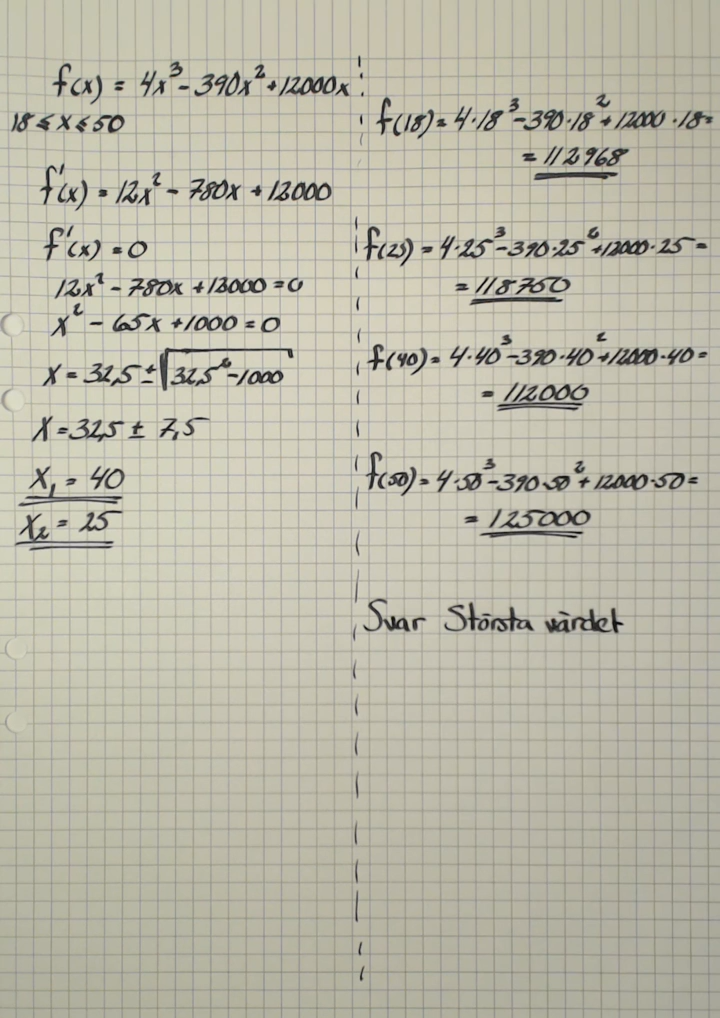 f(x) = 4x³ - 390x² + 12000x
18 ≤ x ≤ 50
f'(x) = 12x² - 780x + 12000
f'(x) = 0
12x² - 780x + 12000 = 0
x² - 65x + 1000 = 0
x = 32,5 ± √(32,5² - 1000)
x = 32,5 ± 7,5
x₁ = 40
x₂ = 25
f(18) = 4·18³ - 390·18² + 12000·18 =
= 112968
f(25) = 4·25³ - 390·25² + 12000·25 =
= 118750
f(40) = 4·40³ - 390·40² + 12000·40 =
= 112000
f(50) = 4·50³ - 390·50² + 12000·50 =
= 125000
Svar Största värdet